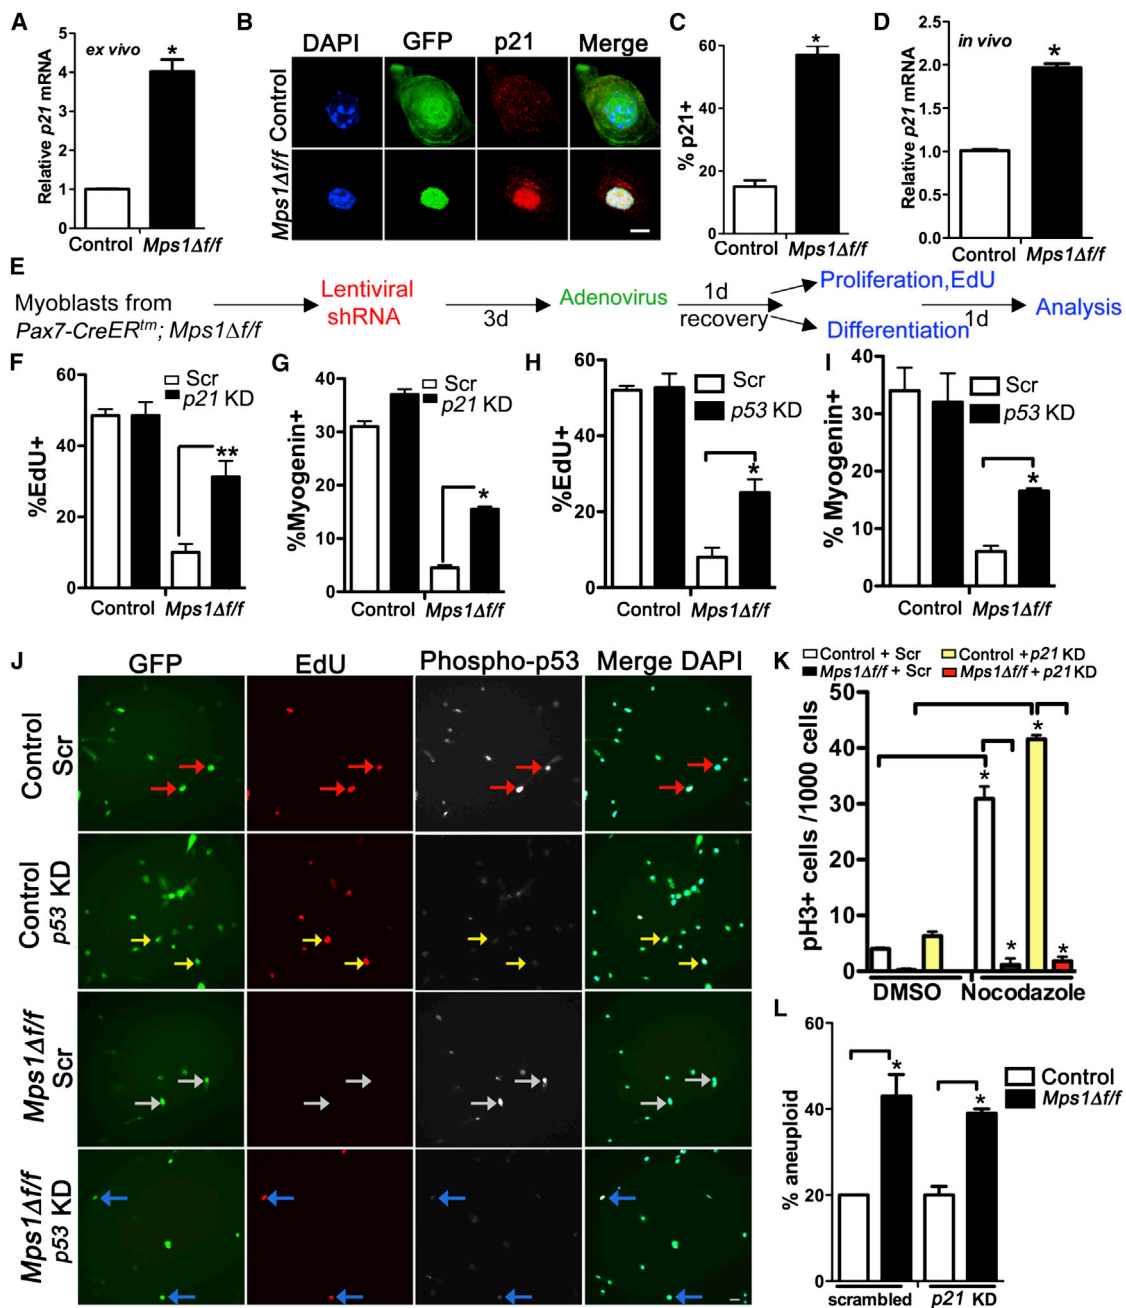 A
ex vivo
*
Relative p21 mRNA
5
4
3
2
1
0
Control Mps1Δf/f
B
DAPI GFP p21 Merge
Control
Mps1Δf/f
C
*
% p21+
60
40
20
0
Control Mps1Δf/f
D
in vivo
*
Relative p21 mRNA
2.5
2.0
1.5
1.0
0.5
0.0
Control Mps1Δf/f
E
Myoblasts from
Pax7-CreERtm; Mps1Δf/f
Lentiviral
shRNA
3d
Adenovirus
1d
recovery
Proliferation,EdU
Differentiation
1d
Analysis
F
Scr
p21 KD
**
%EdU+
60
40
20
0
Control Mps1Δf/f
G
Scr
p21 KD
*
%Myogenin+
40
30
20
10
0
Control Mps1Δf/f
H
Scr
p53 KD
*
%EdU+
60
40
20
0
Control Mps1Δf/f
I
Scr
p53 KD
*
% Myogenin+
40
30
20
10
0
Control Mps1Δf/f
J
GFP EdU Phospho-p53 Merge DAPI
Control
Scr
Control
p53 KD
Mps1Δf/f
Scr
Mps1Δf/f
p53 KD
K
Control + Scr
Control +p21 KD
Mps1Δf/f + Scr
Mps1Δf/f +p21 KD
pH3+ cells /1000 cells
50
40
30
20
10
0
*
*
*
*
DMSO Nocodazole
L
Control
Mps1Δf/f
% aneuploid
60
40
20
0
*
*
scrambled p21 KD